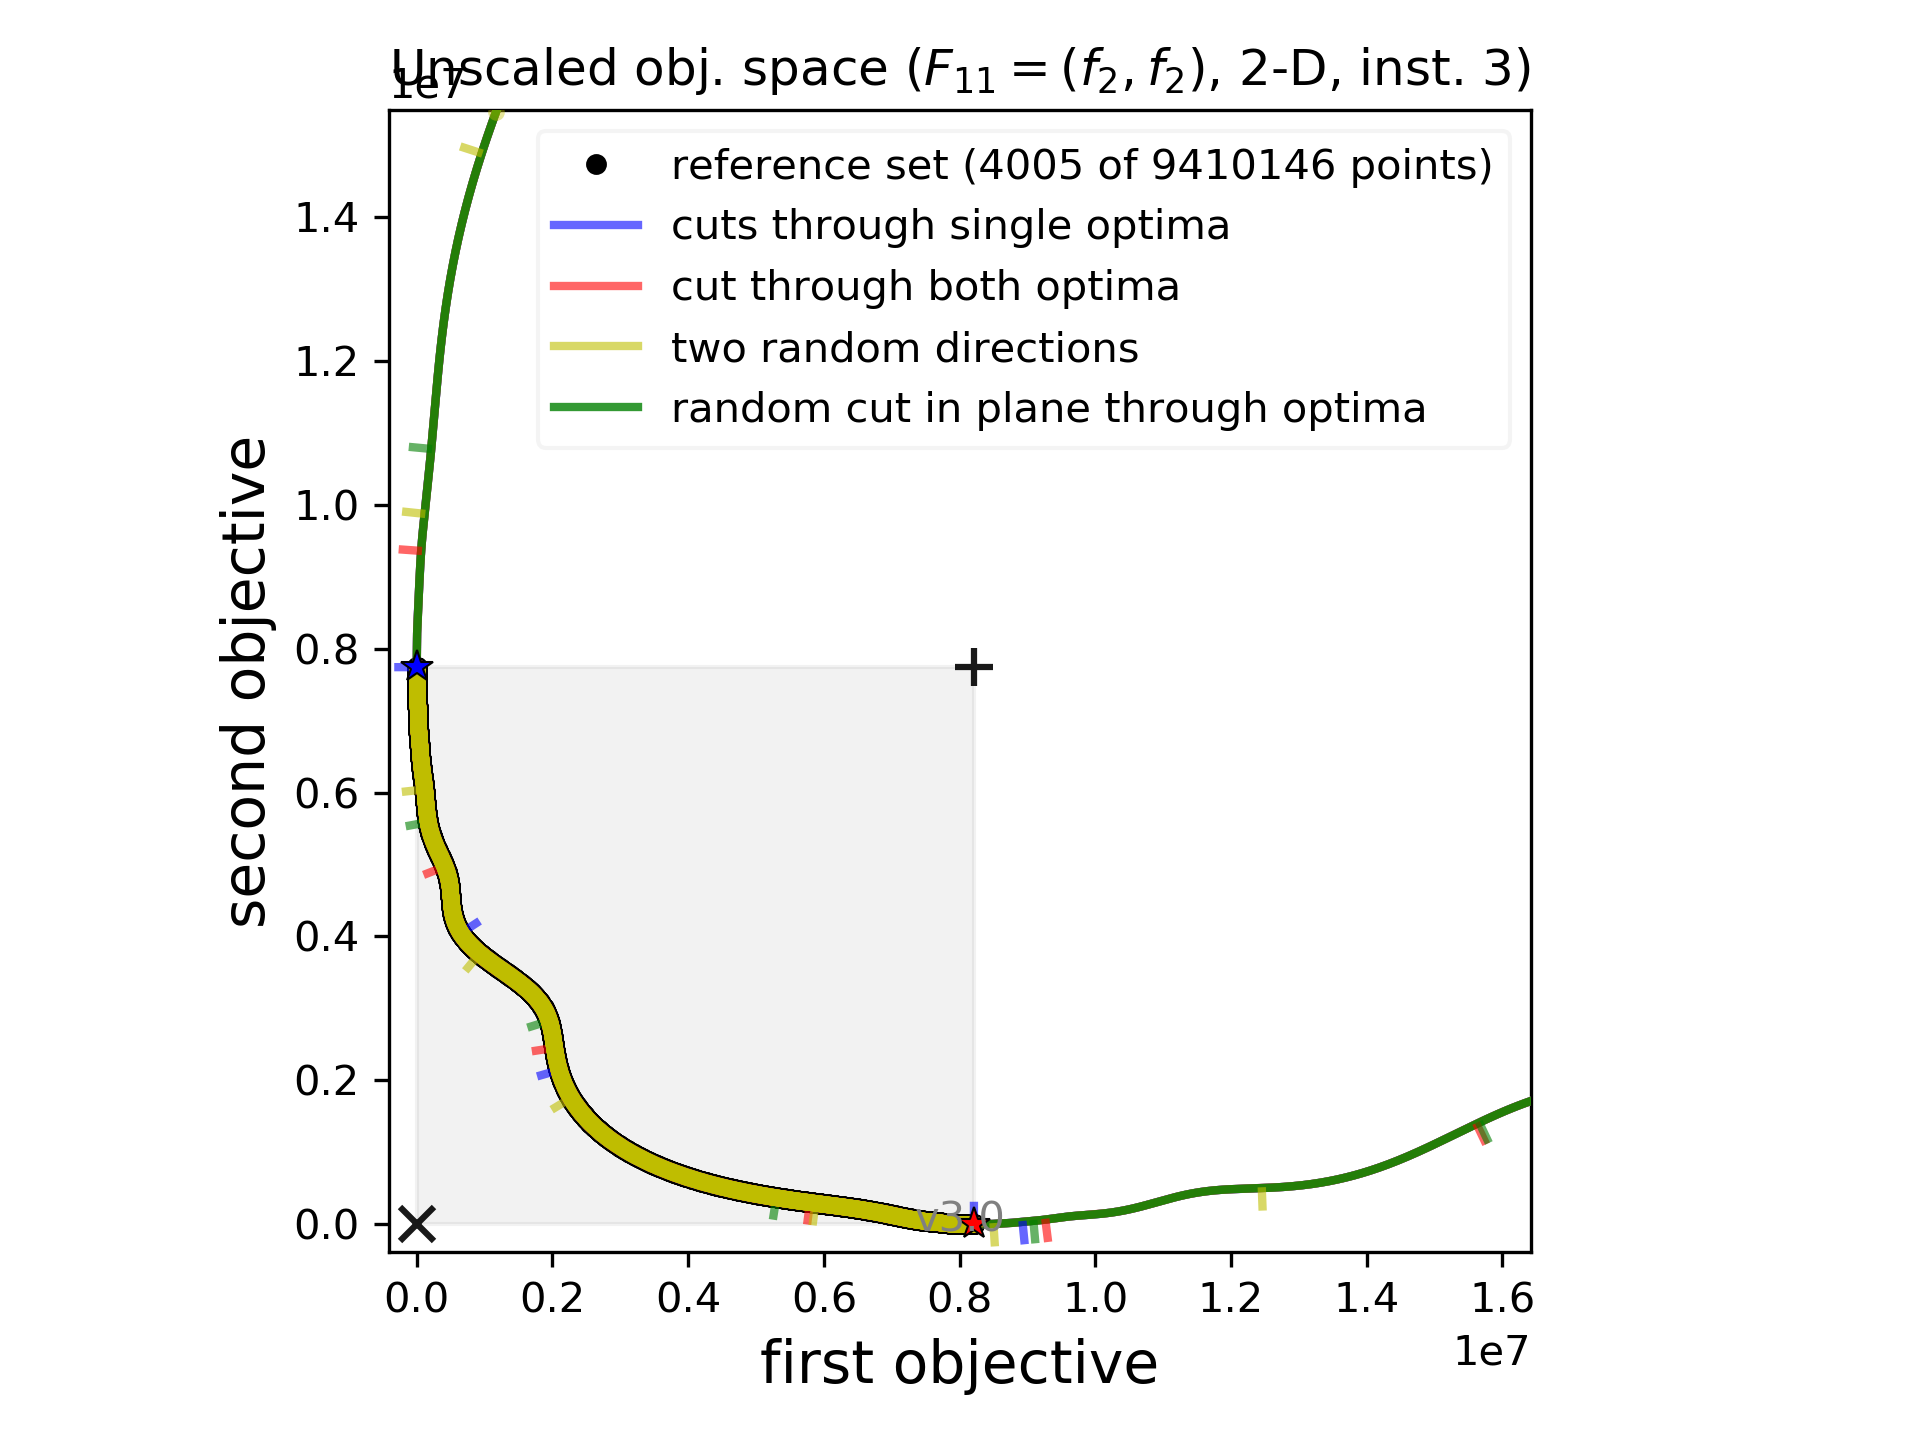 Unscaled obj. space (F11 = (f2, f2), 2-D, inst. 3)
1e7
reference set (4005 of 9410146 points)
cuts through single optima
cut through both optima
two random directions
random cut in plane through optima
1.4
1.2
1.0
0.8
0.6
0.4
0.2
0.0
second objective
v3.0
0.0 0.2 0.4 0.6 0.8 1.0 1.2 1.4 1.6
1e7
first objective